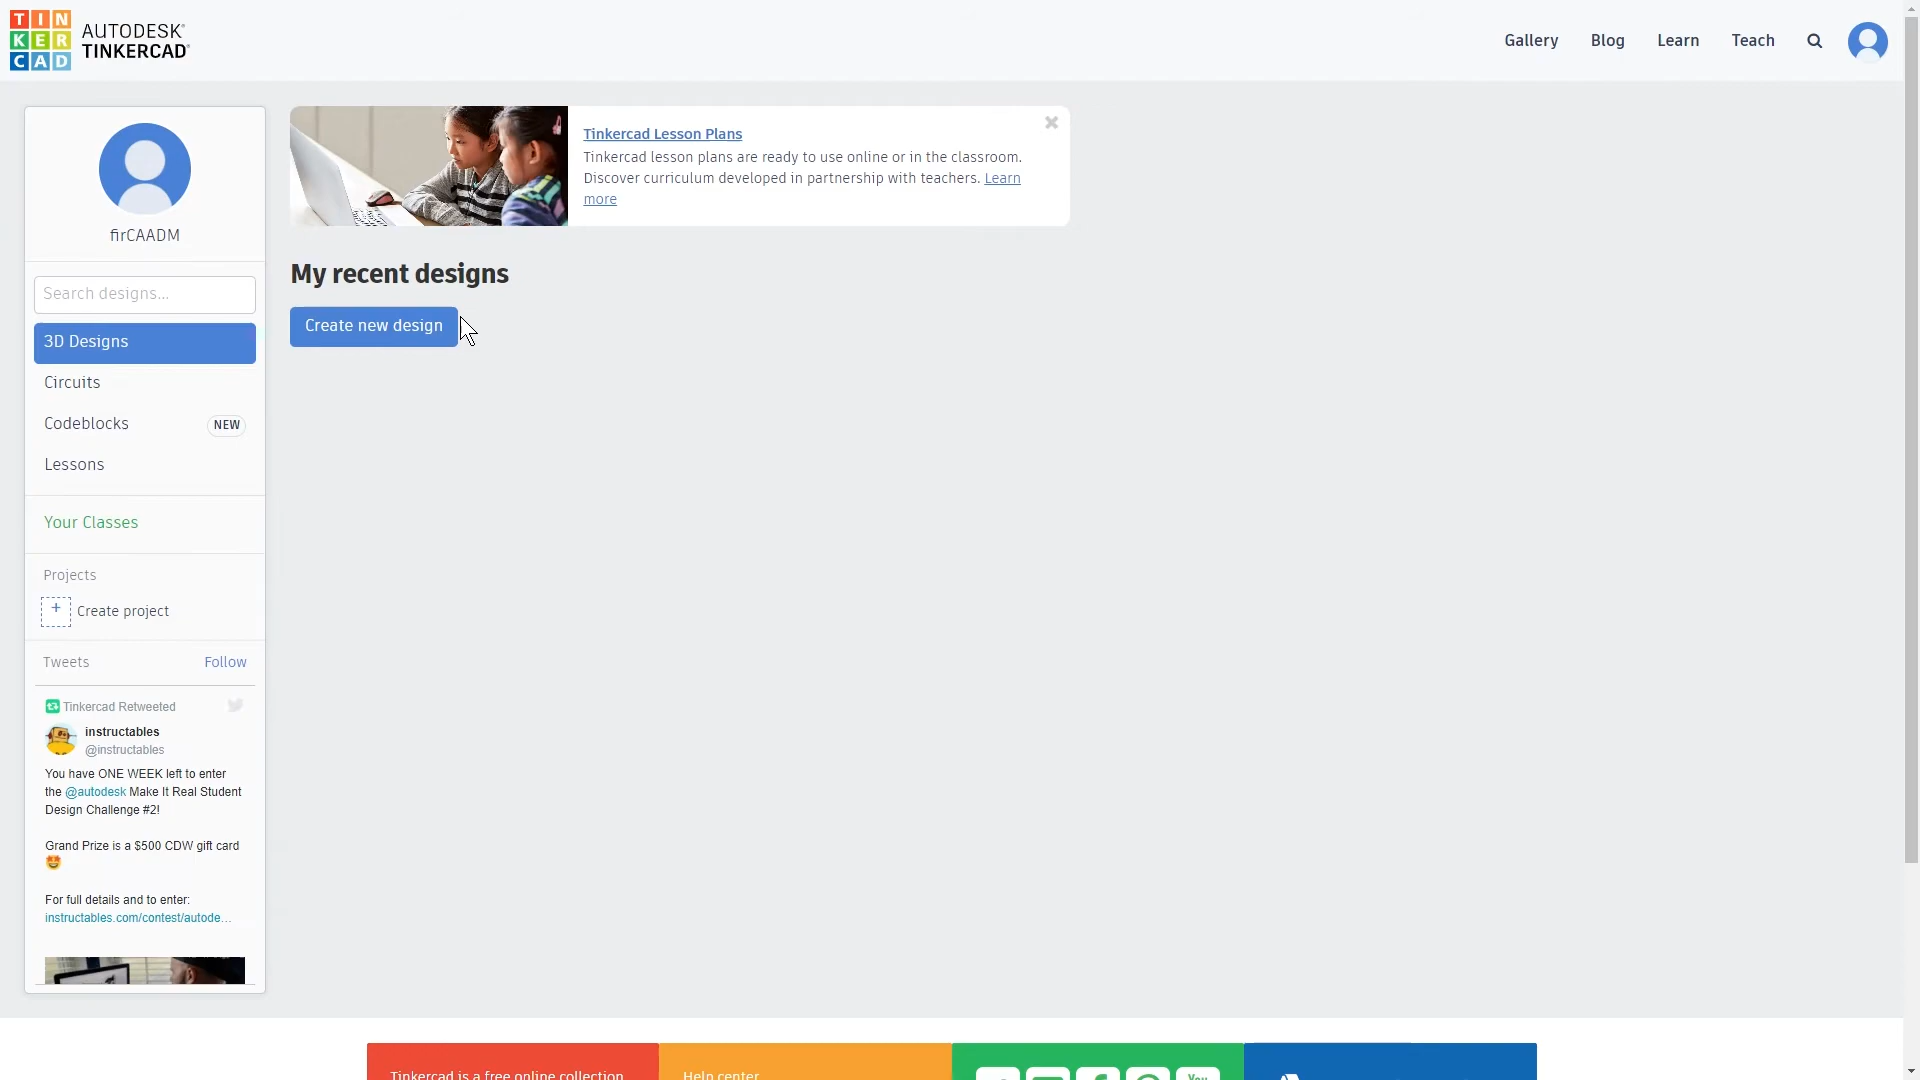 TIN
KER
CAD
AUTODESK®
TINKERCAD®
Gallery
Blog
Learn
Teach
firCAADM
Search designs...
3D Designs
Circuits
Codeblocks
NEW
Lessons
Your Classes
Projects
+ Create project
Tweets
Follow
Tinkercad Retweeted
instructables
@instructables
You have ONE WEEK left to enter
the @autodesk Make It Real Student
Design Challenge #2!
Grand Prize is a $500 CDW gift card
For full details and to enter:
instructables.com/contest/autode...
Tinkercad Lesson Plans
Tinkercad lesson plans are ready to use online or in the classroom.
Discover curriculum developed in partnership with teachers. Learn
more
My recent designs
Create new design
Tinkercad is a free online collection
Help center
You